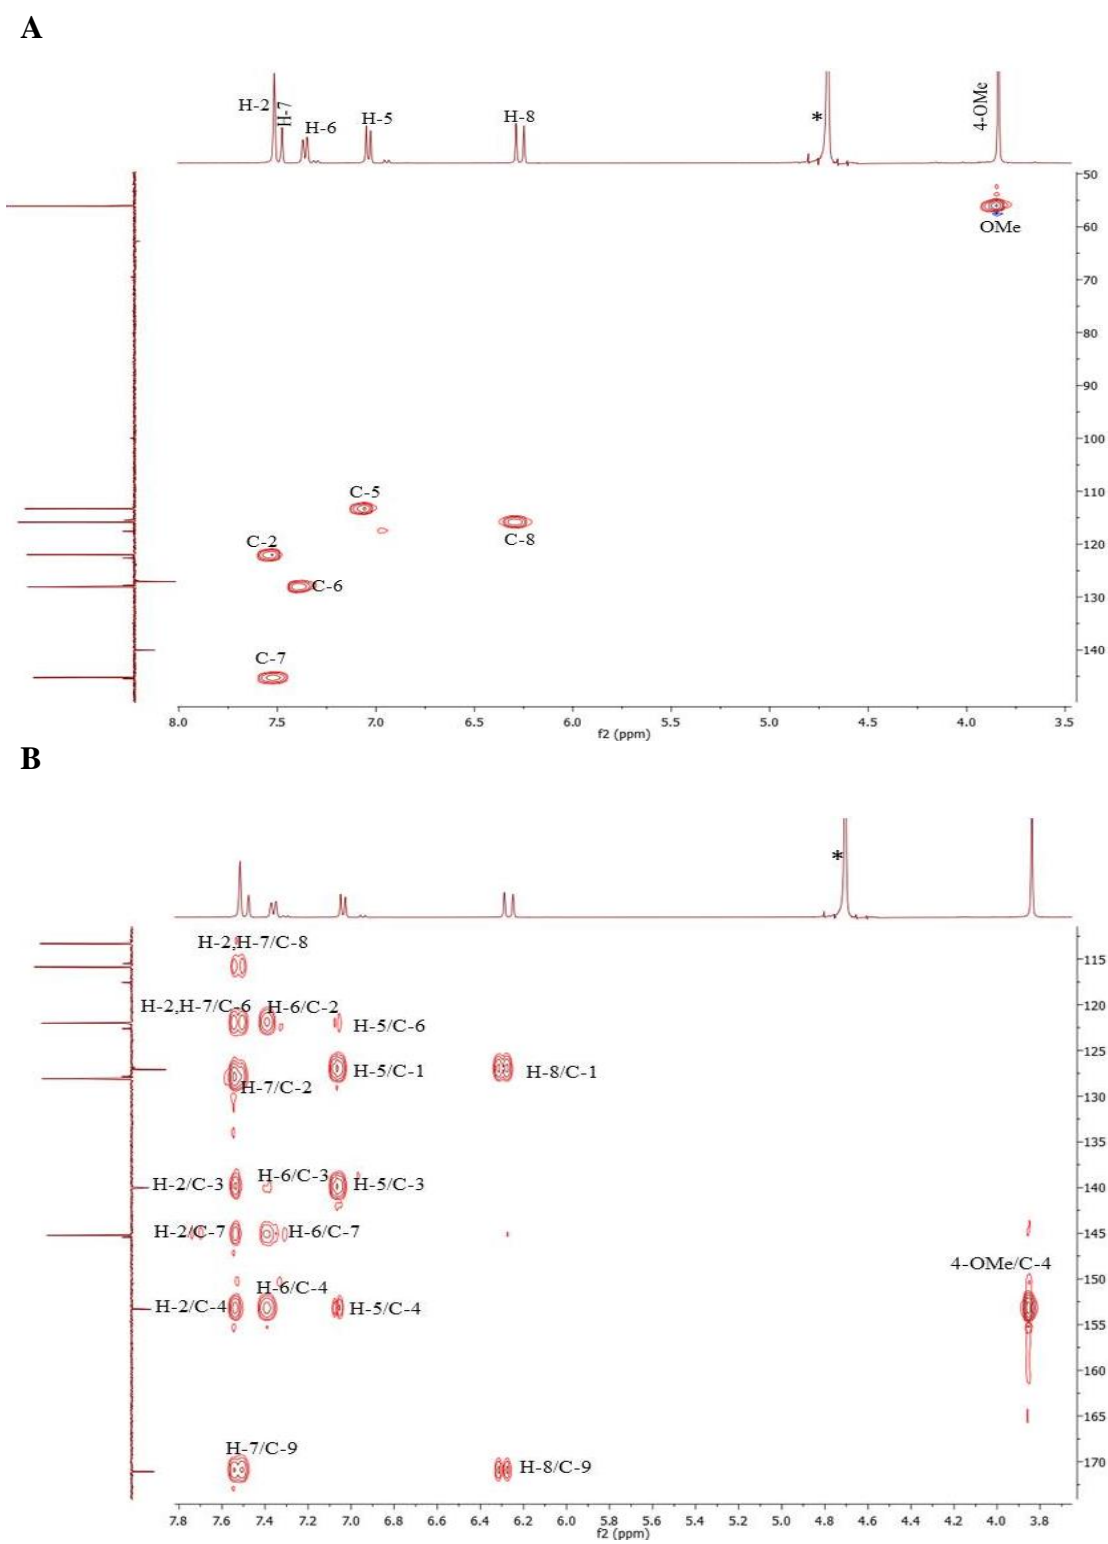 A
H-2
H-7
H-6
H-5
H-8
*
4-OMe
50
OMe
60
70
80
90
100
C-5
110
C-8
C-2
120
C-6
130
C-7
140
8.0 7.5 7.0 6.5 6.0 5.5 5.0 4.5 4.0 3.5
f2 (ppm)
B
*
H-2,H-7/C-8
115
H-2,H-7/C-6 H-6/C-2
120
H-5/C-6
125
H-5/C-1 H-8/C-1
H-7/C-2
130
135
H-2/C-3 H-6/C-3 H-5/C-3
140
H-2/C-7 H-6/C-7
145
4-OMe/C-4
150
H-6/C-4
H-2/C-4 H-5/C-4
155
160
165
H-7/C-9
H-8/C-9
170
7.8 7.6 7.4 7.2 7.0 6.8 6.6 6.4 6.2 6.0 5.8 5.6 5.4 5.2 5.0 4.8 4.6 4.4 4.2 4.0 3.8
f2 (ppm)